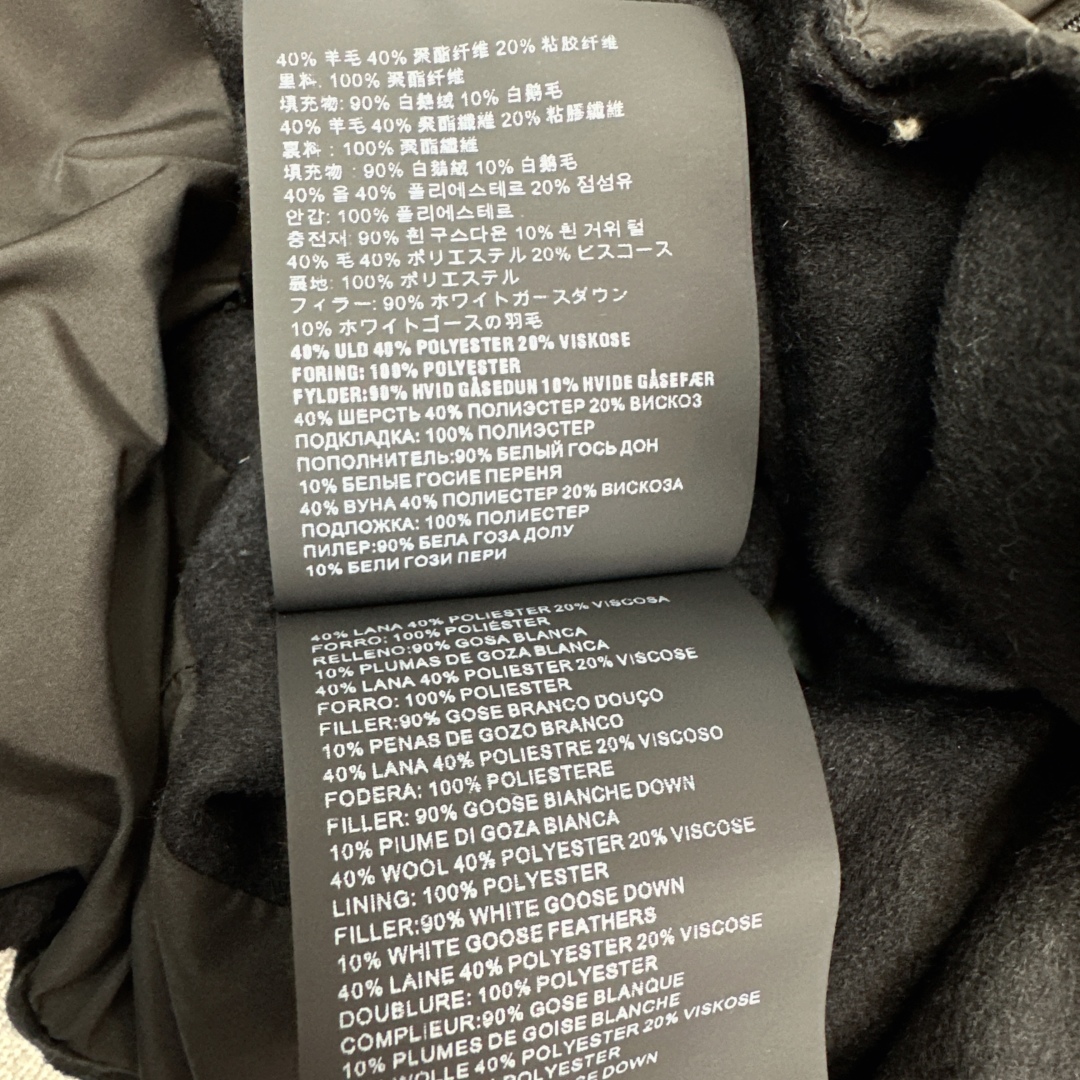 40% 羊毛 40% 聚酯纤维 20% 粘胶纤维
里料: 100% 聚酯纤维
填充物: 90% 白鹅绒 10% 白鹅毛
40% 羊毛 40% 聚酯纖維 20% 粘膠纖維
裏料 : 100% 聚酯纖維
填充物 : 90% 白鵝絨 10% 白鵝毛
40% 울 40% 폴리에스테르 20% 점섬유
안감: 100% 폴리에스테르
충전재: 90% 흰 구스다운 10% 흰 거위 털
40% 毛 40% ポリエステル 20% ビスコース
裏地: 100% ポリエステル
フィラー: 90% ホワイトガースダウン
10% ホワイトゴースの羽毛
40% ULD 40% POLYESTER 20% VISKOSE
FORING: 100% POLYESTER
FYLDER:90% HVID GÅSEDUN 10% HVIDE GÅSEFÆR
40% ШЕРСТЬ 40% ПОЛИЭСТЕР 20% ВИСКОЗ
ПОДКЛАДКА: 100% ПОЛИЭСТЕР
ПОПОЛНИТЕЛЬ:90% БЕЛЫЙ ГОСЬ ДОН
10% БЕЛЫЕ ГОСИЕ ПЕРЕНЯ
40% ВУНА 40% ПОЛИЕСТЕР 20% ВИСКОЗА
ПОДЛОЖКА: 100% ПОЛИЕСТЕР
ПИЛЕР:90% БЕЛА ГОЗА ДОЛУ
10% БЕЛИ ГОЗИ ПЕРИ
40% LANA 40% POLIESTER 20% VISCOSA
FORRO: 100% POLIÉSTER
RELLENO:90% GOSA BLANCA
10% PLUMAS DE GOZA BLANCA
40% LANA 40% POLIESTER 20% VISCOSE
FORRO: 100% POLIESTER
FILLER:90% GOSE BRANCO DOUÇO
10% PENAS DE GOZO BRANCO
40% LANA 40% POLIESTRE 20% VISCOSO
FODERA: 100% POLIESTERE
FILLER: 90% GOOSE BIANCHE DOWN
10% PIUME DI GOZA BIANCA
40% WOOL 40% POLYESTER 20% VISCOSE
LINING: 100% POLYESTER
FILLER:90% WHITE GOOSE DOWN
10% WHITE GOOSE FEATHERS
40% LAINE 40% POLYESTER 20% VISCOSE
DOUBLURE: 100% POLYESTER
COMPLIEUR:90% GOSE BLANQUE
10% PLUMES DE GOISE BLANCHE
WOLLE 40% POLYESTER 20% VISKOSE
POLYESTER
DOWN